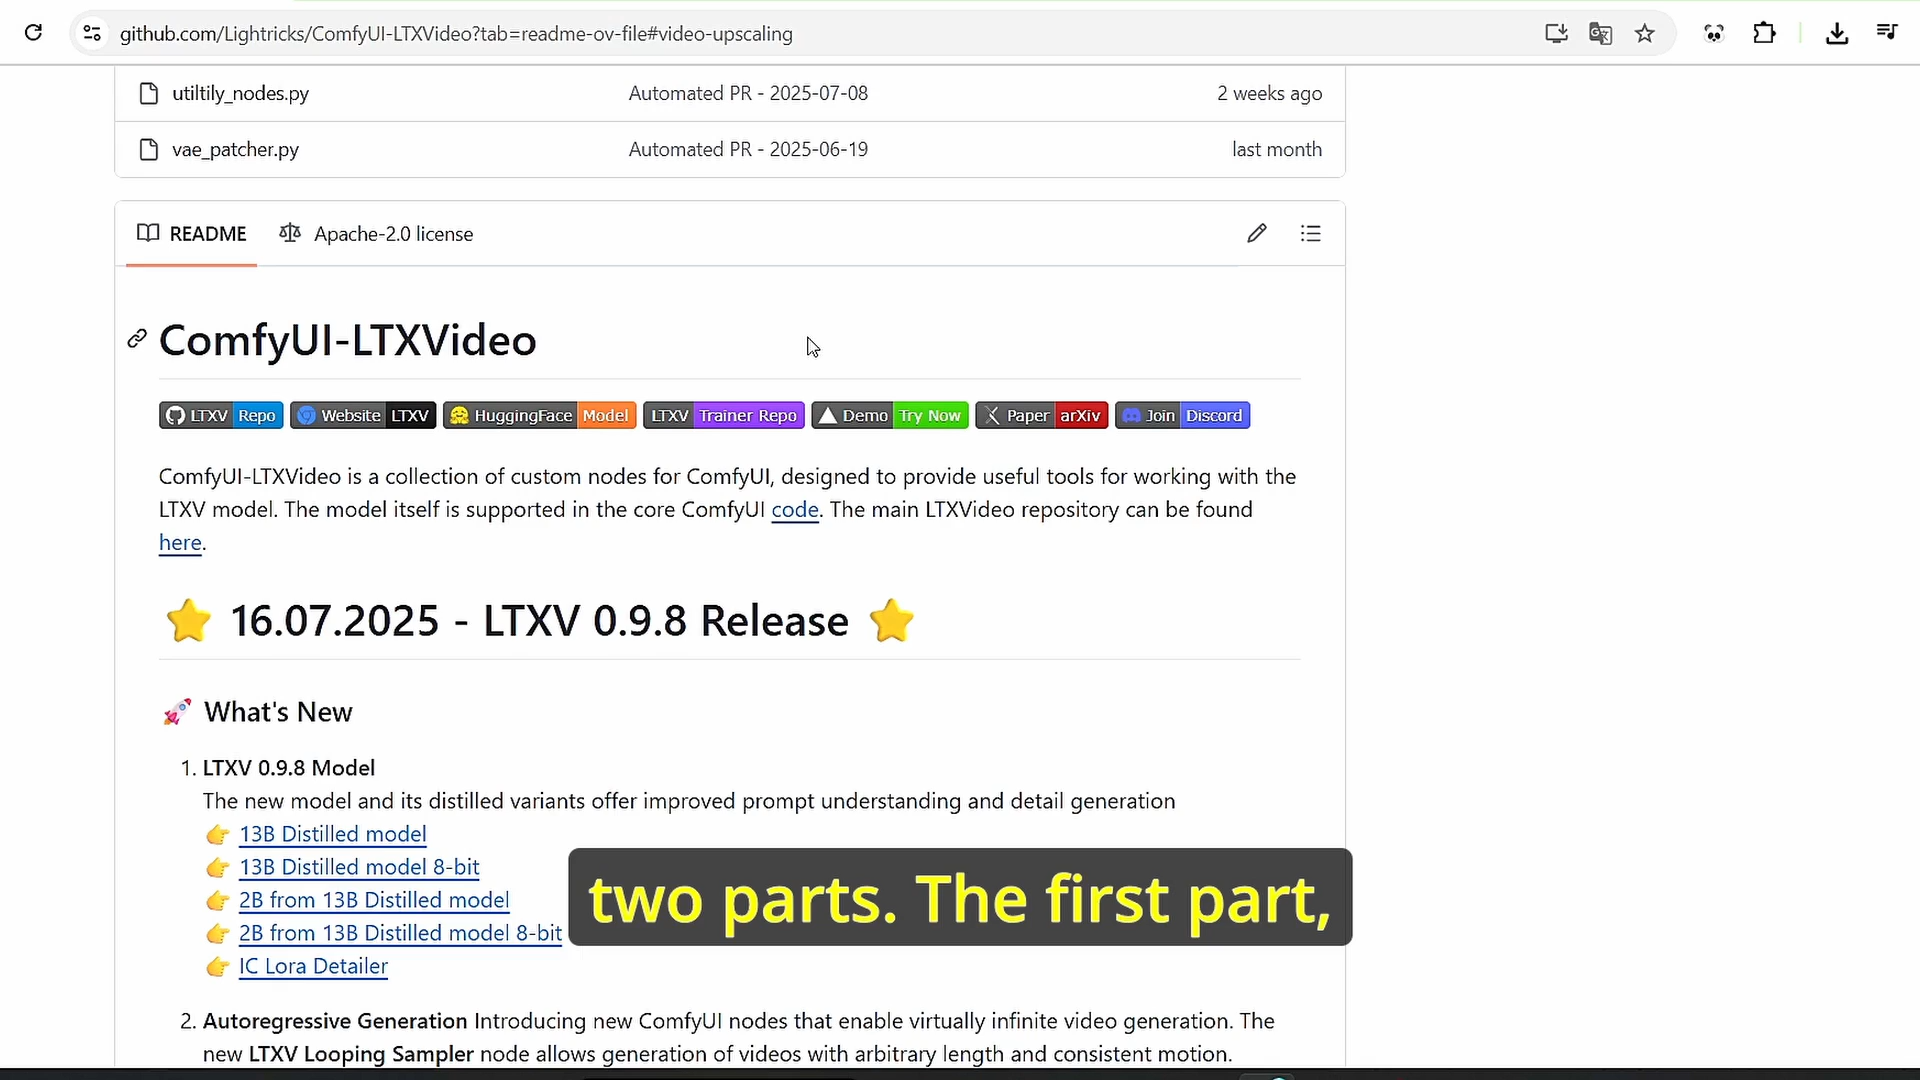 github.com/Lightricks/ComfyUI-LTXVideo?tab=readme-ov-file#video-upscaling
utiltily_nodes.py Automated PR - 2025-07-08 2 weeks ago
vae_patcher.py Automated PR - 2025-06-19 last month
README Apache-2.0 license
ComfyUI-LTXVideo
LTXV Repo Website LTXV HuggingFace Model LTXV Trainer Repo Demo Try Now Paper arXiv Join Discord
ComfyUI-LTXVideo is a collection of custom nodes for ComfyUI, designed to provide useful tools for working with the
LTXV model. The model itself is supported in the core ComfyUI code. The main LTXVideo repository can be found
here.
⭐ 16.07.2025 - LTXV 0.9.8 Release ⭐
🚀 What's New
1. LTXV 0.9.8 Model
The new model and its distilled variants offer improved prompt understanding and detail generation
👉 13B Distilled model
👉 13B Distilled model 8-bit
👉 2B from 13B Distilled model
👉 2B from 13B Distilled model 8-bit
👉 IC Lora Detailer
two parts. The first part,
2. Autoregressive Generation Introducing new ComfyUI nodes that enable virtually infinite video generation. The
new LTXV Looping Sampler node allows generation of videos with arbitrary length and consistent motion.